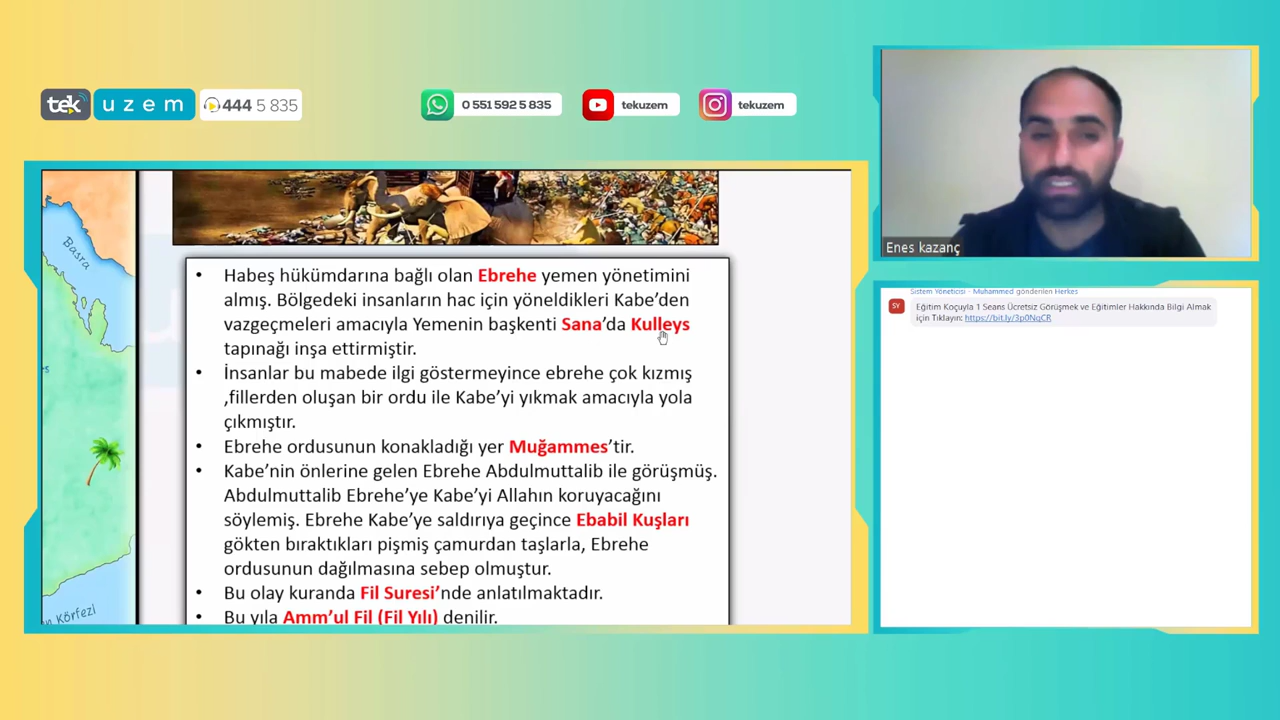 tek uzem 444 5 835
0 551 592 5 835
tekuzem
tekuzem
Basra
Habeş hükümdarına bağlı olan Ebrehe yemen yönetimini
almış. Bölgedeki insanların hac için yöneldikleri Kabe’den
vazgeçmeleri amacıyla Yemenin başkenti Sana’da Kulleys
tapınağı inşa ettirmiştir.
İnsanlar bu mabede ilgi göstermeyince ebrehe çok kızmış
,fillerden oluşan bir ordu ile Kabe’yi yıkmak amacıyla yola
çıkmıştır.
Ebrehe ordusunun konakladığı yer Muğammes’tir.
Kabe’nin önlerine gelen Ebrehe Abdulmuttalib ile görüşmüş.
Abdulmuttalib Ebrehe’ye Kabe’yi Allahın koruyacağını
söylemiş. Ebrehe Kabe’ye saldırıya geçince Ebabil Kuşları
gökten bıraktıkları pişmiş çamurdan taşlarla, Ebrehe
ordusunun dağılmasına sebep olmuştur.
Bu olay kuranda Fil Suresi’nde anlatılmaktadır.
Bu yıla Amm’ul Fil (Fil Yılı) denilir.
Körfezi
Enes kazanç
Sistem Yöneticisi - Muhammed gönderilen Herkes
SY
Eğitim Koçuyla 1 Seans Ücretsiz Görüşmek ve Eğitimler Hakkında Bilgi Almak
için Tıklayın: https://bit.ly/3p0NqCR